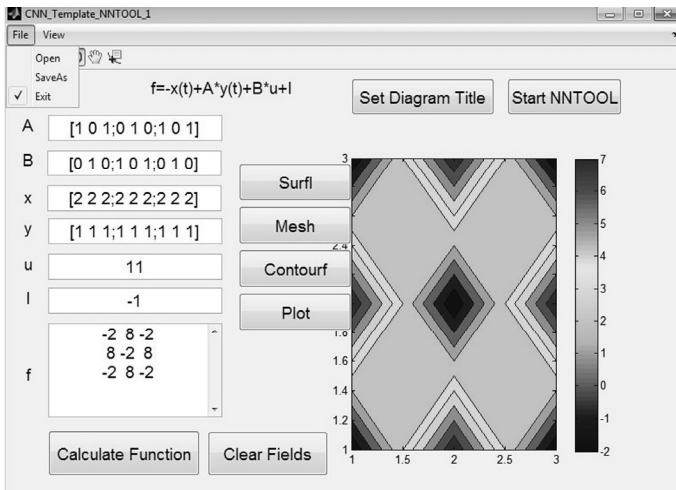 CNN_Template_NNTOOL_1
File View
Open
SaveAs
✓ Exit
f=-x(t)+A*y(t)+B*u+I
Set Diagram Title
Start NNTOOL
A [1 0 1;0 1 0;1 0 1]
B [0 1 0;1 0 1;0 1 0]
x [2 2 2;2 2 2;2 2 2]
y [1 1 1;1 1 1;1 1 1]
u 11
I -1
f
-2 8 -2
8 -2 8
-2 8 -2
Calculate Function
Clear Fields
Surfl
Mesh
Contourf
Plot
3
2.4
1.8
1.6
1.4
1.2
1
1 1.5 2 2.5 3
7
6
5
4
3
2
1
0
-1
-2